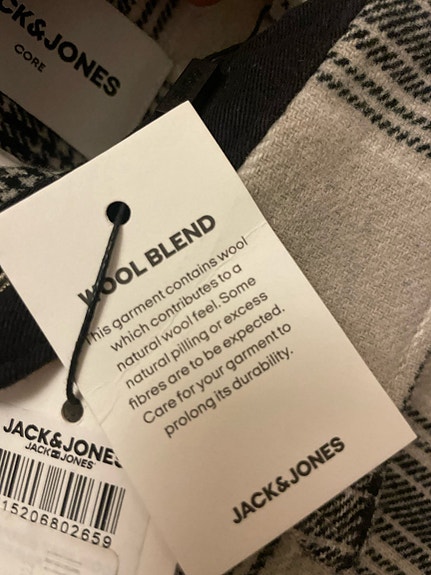 JACK&JONES
CORE
WOOL BLEND
This garment contains wool
which contributes to a
natural wool feel. Some
natural pilling or excess
fibres are to be expected.
Care for your garment to
prolong its durability.
JACK&JONES
JACK&JONES
JACK&JONES
15206802659